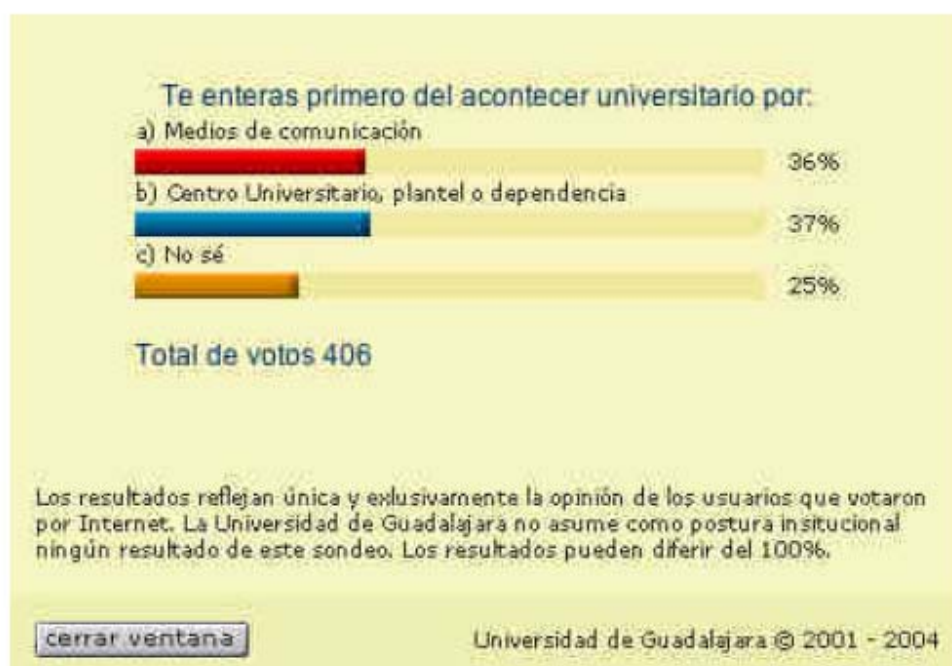 Te enteras primero del acontecer universitario por:
a) Medios de comunicación
36%
b) Centro Universitario, plantel o dependencia
37%
c) No sé
25%
Total de votos 406
Los resultados reflejan única y exlusivamente la opinión de los usuarios que votaron
por Internet. La Universidad de Guadalajara no asume como postura insitucional
ningún resultado de este sondeo. Los resultados pueden diferir del 100%.
cerrar ventana
Universidad de Guadalajara © 2001 - 2004